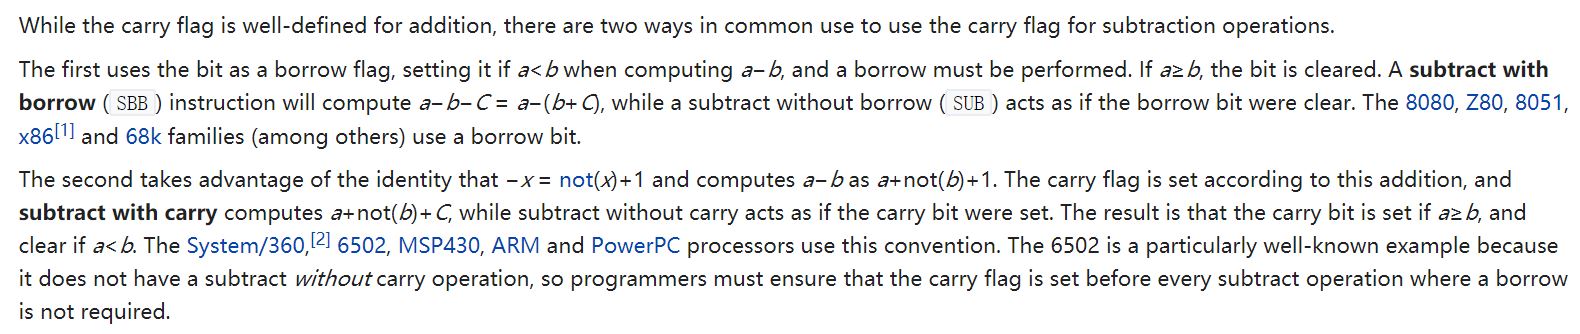 While the carry flag is well-defined for addition, there are two ways in common use to use the carry flag for subtraction operations.
The first uses the bit as a borrow flag, setting it if a<b when computing a−b, and a borrow must be performed. If a≥b, the bit is cleared. A subtract with
borrow ( SBB ) instruction will compute a−b−C = a−(b+C), while a subtract without borrow ( SUB ) acts as if the borrow bit were clear. The 8080, Z80, 8051,
x86[1] and 68k families (among others) use a borrow bit.
The second takes advantage of the identity that −x = not(x)+1 and computes a−b as a+not(b)+1. The carry flag is set according to this addition, and
subtract with carry computes a+not(b)+C, while subtract without carry acts as if the carry bit were set. The result is that the carry bit is set if a≥b, and
clear if a<b. The System/360,[2] 6502, MSP430, ARM and PowerPC processors use this convention. The 6502 is a particularly well-known example because
it does not have a subtract without carry operation, so programmers must ensure that the carry flag is set before every subtract operation where a borrow
is not required.